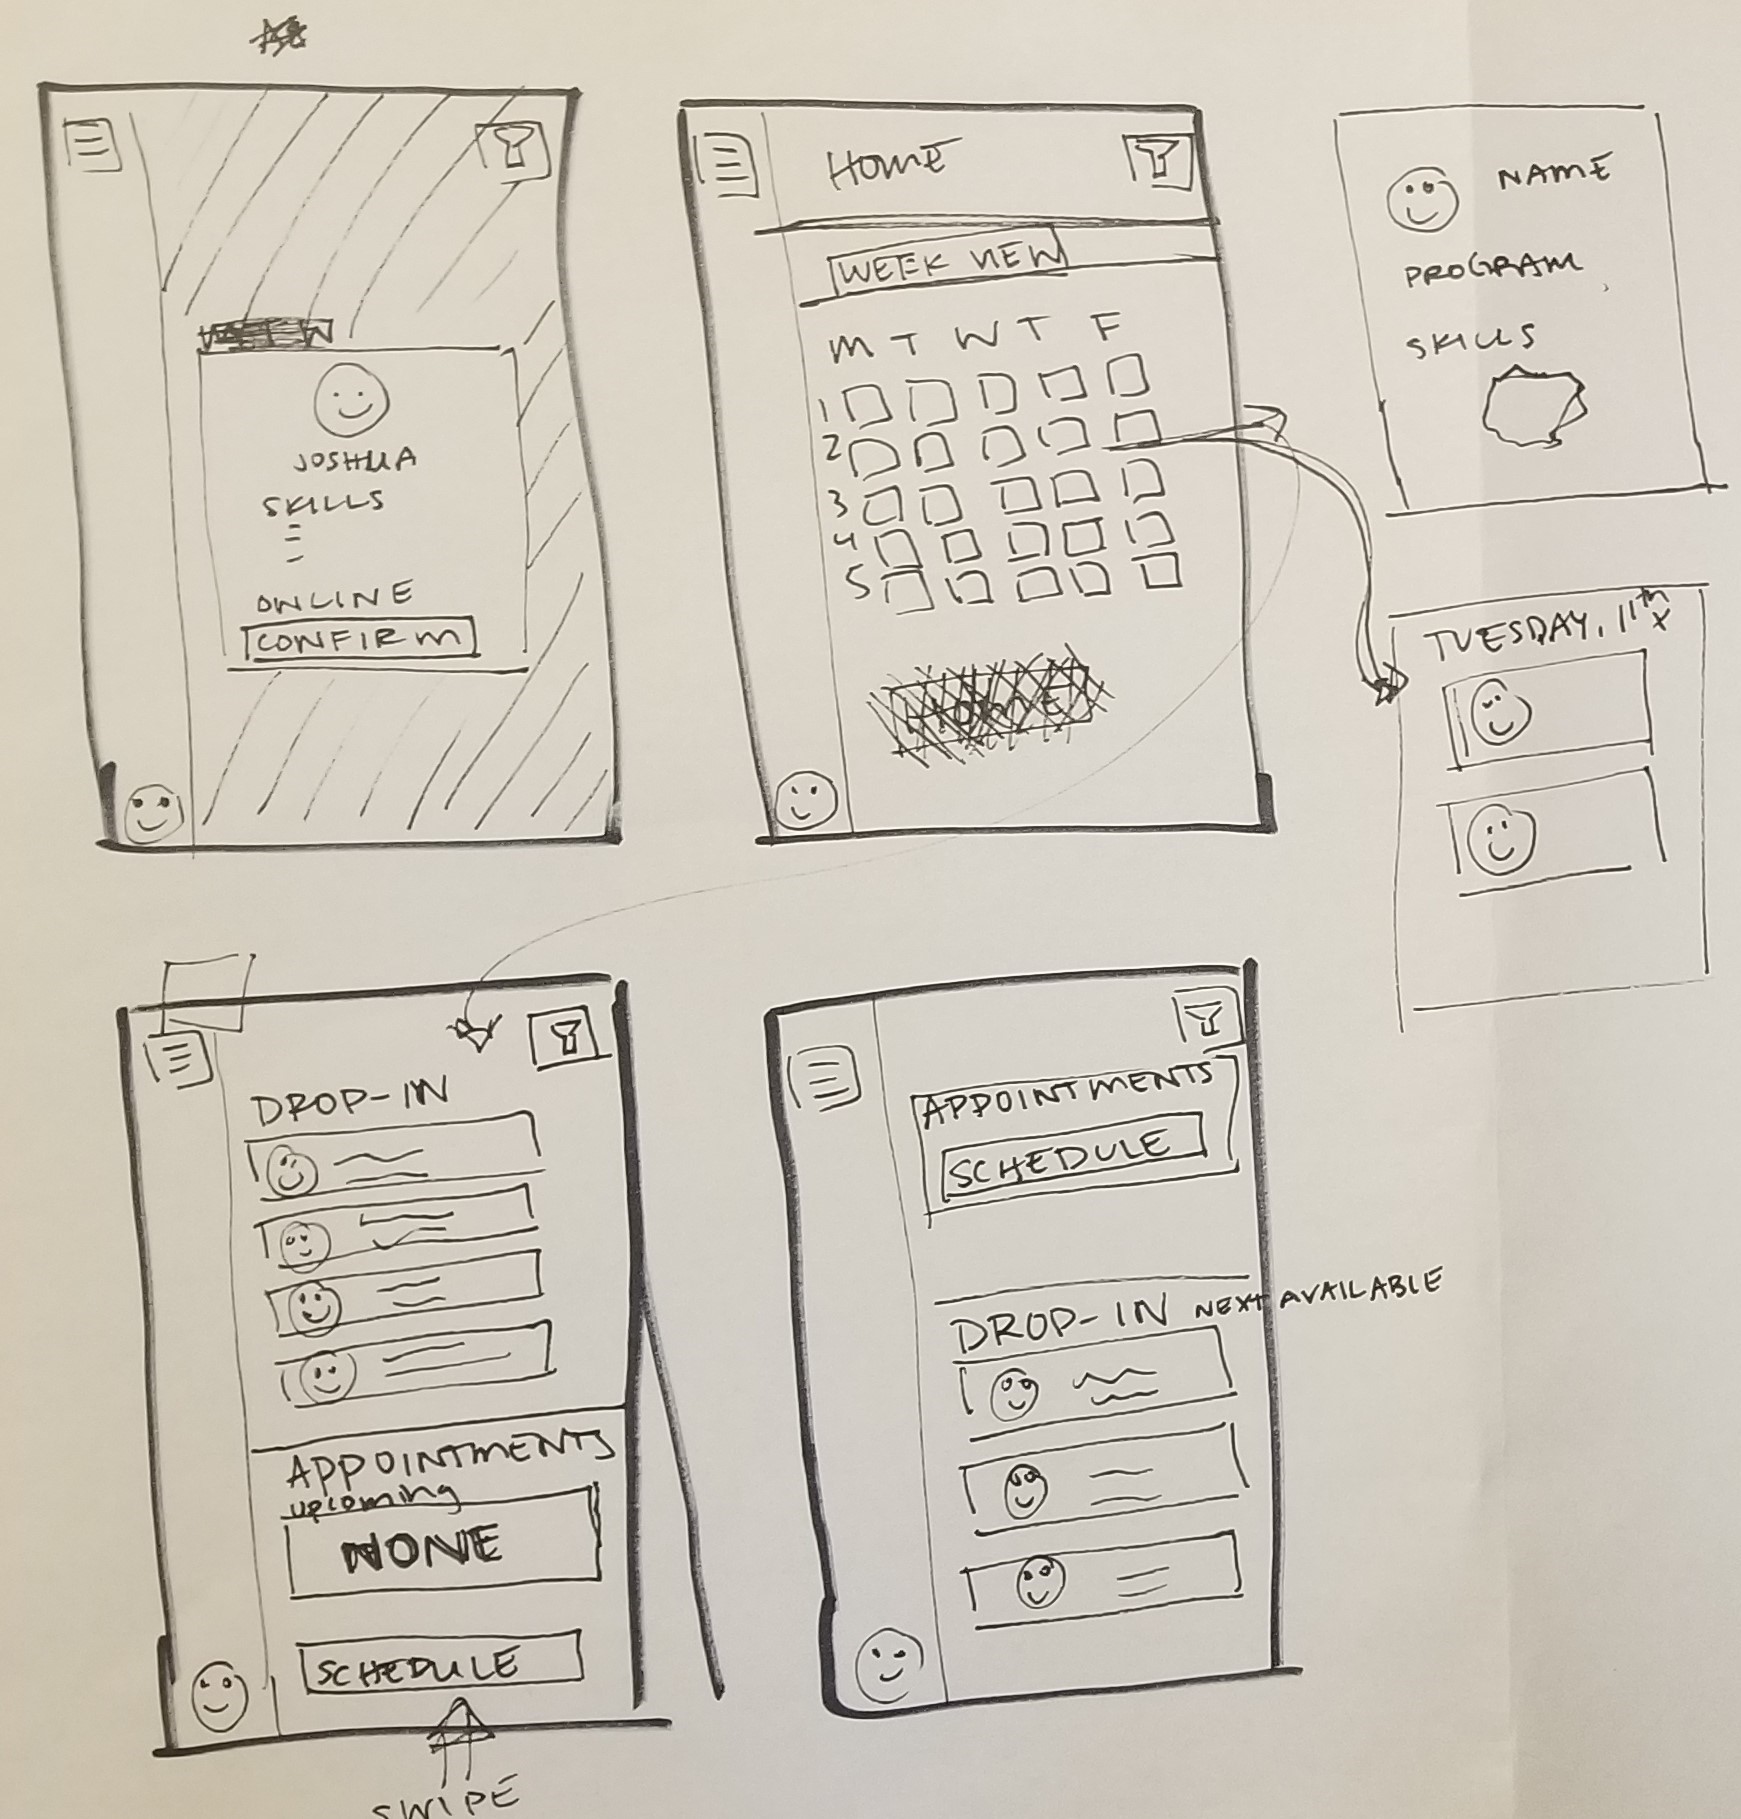 JOSHUA
SKILLS
ONLINE
CONFIRM
HOME
WEEK VIEW
M T W T F
1
2
3
4
5
HOME
NAME
PROGRAM
SKILLS
TUESDAY, 11th x
DROP-IN
APPOINTMENTS
upcoming
NONE
SCHEDULE
SWIPE
APPOINTMENTS
SCHEDULE
DROP-IN NEXT AVAILABLE